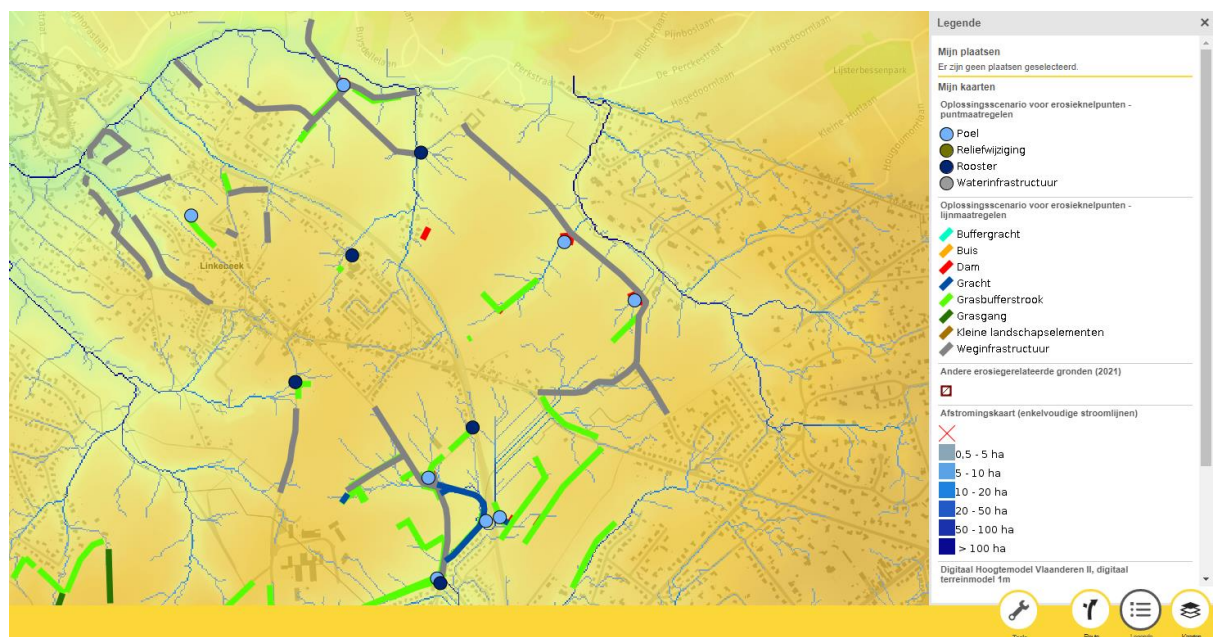 Legende
Mijn plaatsen
Er zijn geen plaatsen geselecteerd.
Mijn kaarten
Oplossingsscenario voor erosieknelpunten -
puntmaatregelen
Poel
Reliefwijziging
Rooster
Waterinfrastructuur
Oplossingsscenario voor erosieknelpunten -
lijnmaatregelen
Buffergracht
Buis
Dam
Gracht
Grasbufferstrook
Grasgang
Kleine landschapselementen
Weginfrastructuur
Andere erosiegerelateerde gronden (2021)
Afstromingskaart (enkelvoudige stroomlijnen)
0,5 - 5 ha
5 - 10 ha
10 - 20 ha
20 - 50 ha
50 - 100 ha
> 100 ha
Digitaal Hoogtemodel Vlaanderen II, digitaal
terreinmodel 1m
Pijnboomlaan
Hagedoornlaan
De Perckestraat
Hagedoornlaan
Lijsterbessenpark
Linkebeek